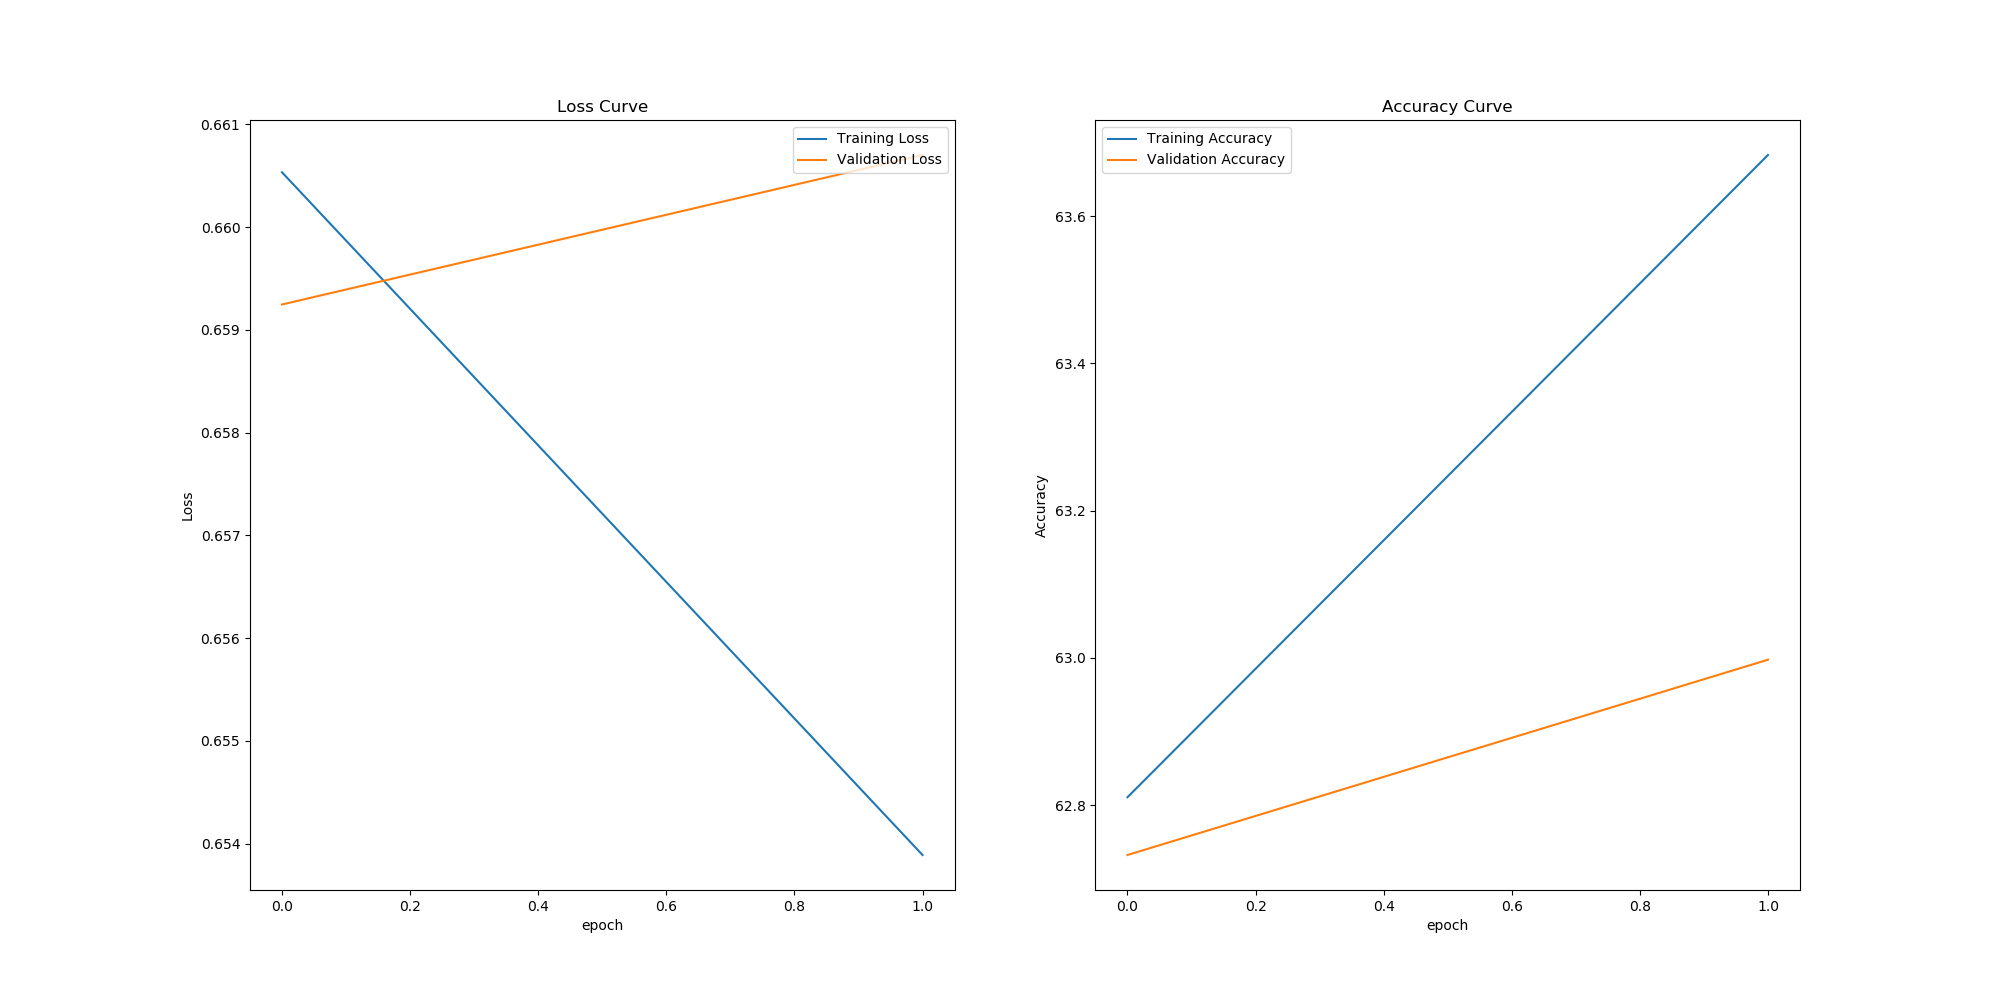 Loss Curve
0.661
0.660
0.659
0.658
0.657
0.656
0.655
0.654
Loss
Training Loss
Validation Loss
0.0 0.2 0.4 0.6 0.8 1.0
epoch
Accuracy Curve
Training Accuracy
Validation Accuracy
63.6
63.4
63.2
63.0
62.8
Accuracy
0.0 0.2 0.4 0.6 0.8 1.0
epoch